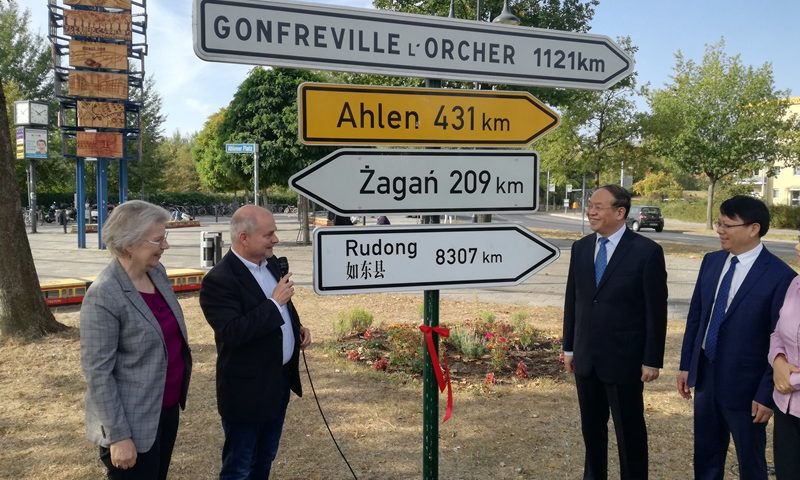 GONFREVILLE L'ORCHER 1121km
Ahlen 431 km
Żagań 209 km
Rudong 8307 km
如东县